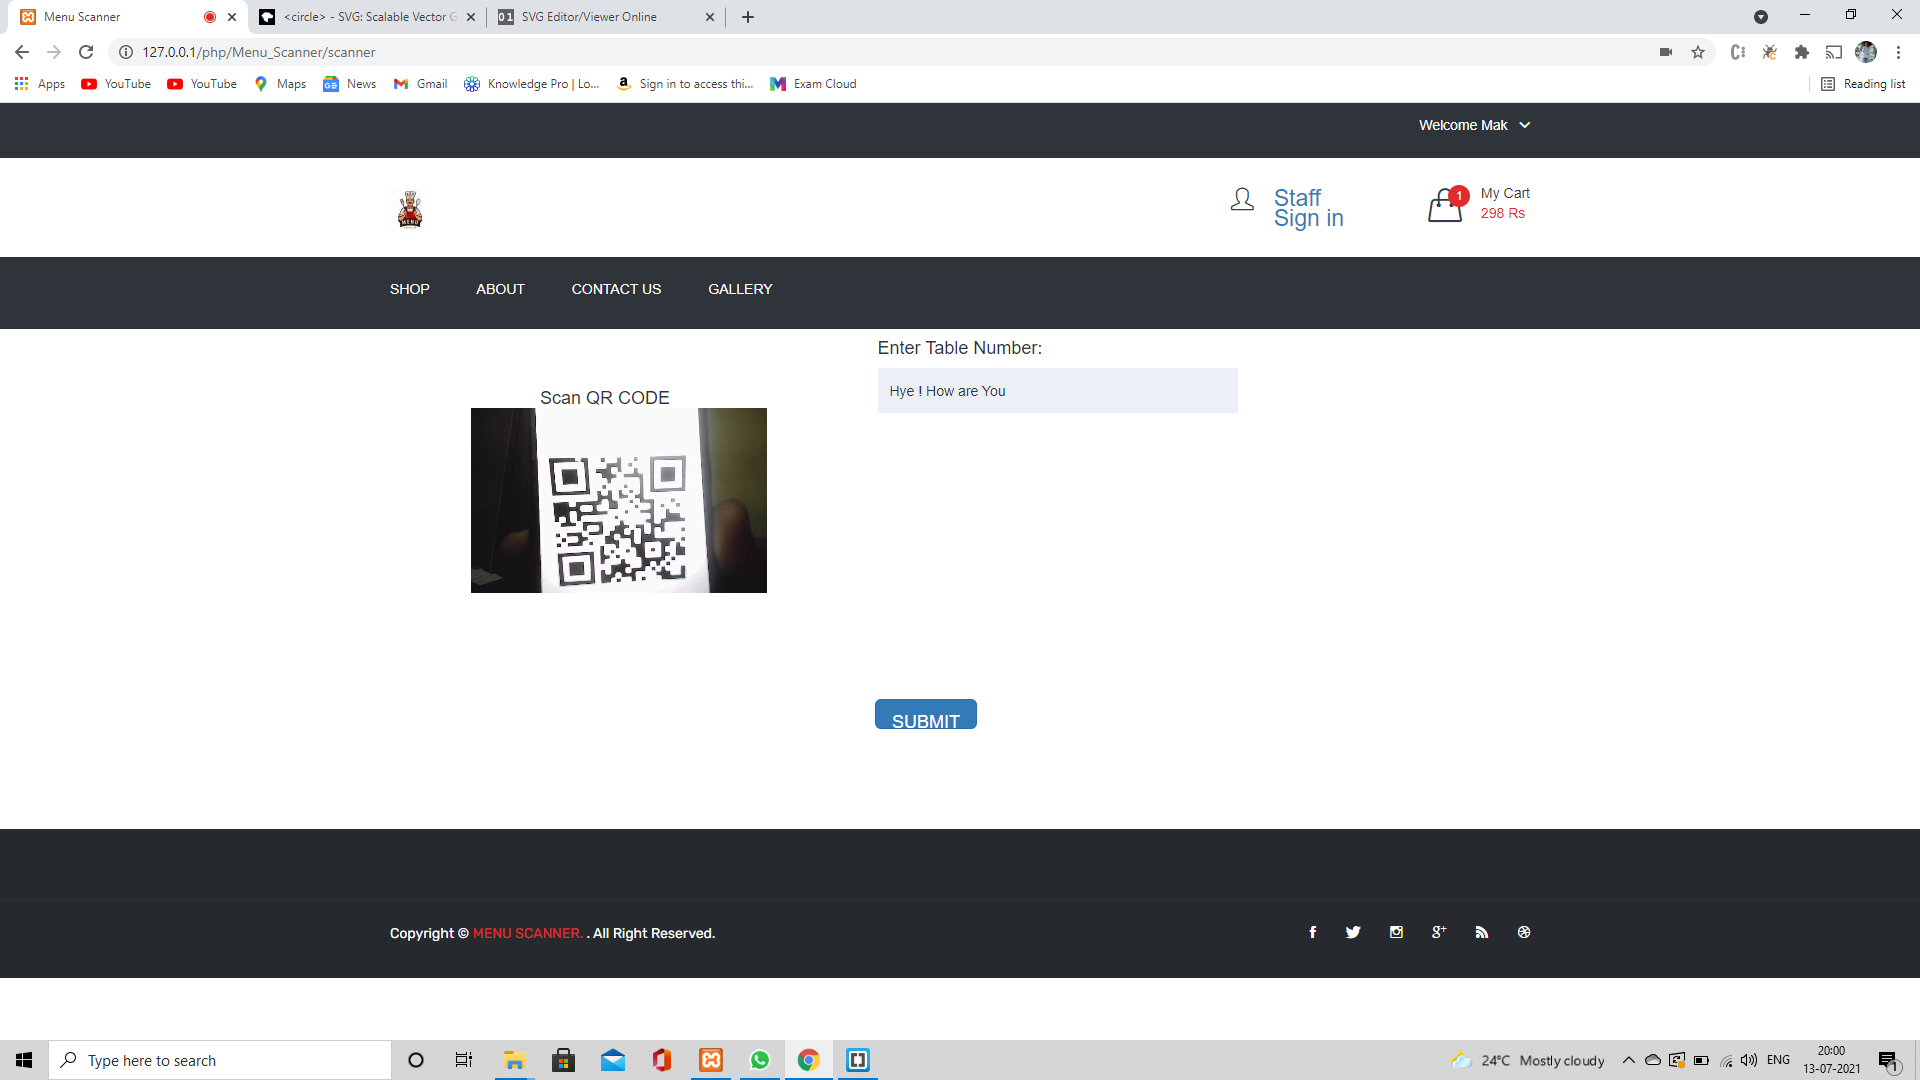 Menu Scanner
<circle> - SVG: Scalable Vector G
SVG Editor/Viewer Online
127.0.0.1/php/Menu_Scanner/scanner
Apps
YouTube
YouTube
Maps
News
Gmail
Knowledge Pro | Lo...
Sign in to access thi...
Exam Cloud
Reading list
Welcome Mak
MENU
Staff
Sign in
1
My Cart
298 Rs
SHOP
ABOUT
CONTACT US
GALLERY
Enter Table Number:
Hye ! How are You
Scan QR CODE
SUBMIT
Copyright © MENU SCANNER. . All Right Reserved.
Type here to search
24°C Mostly cloudy
ENG
20:00
13-07-2021
1